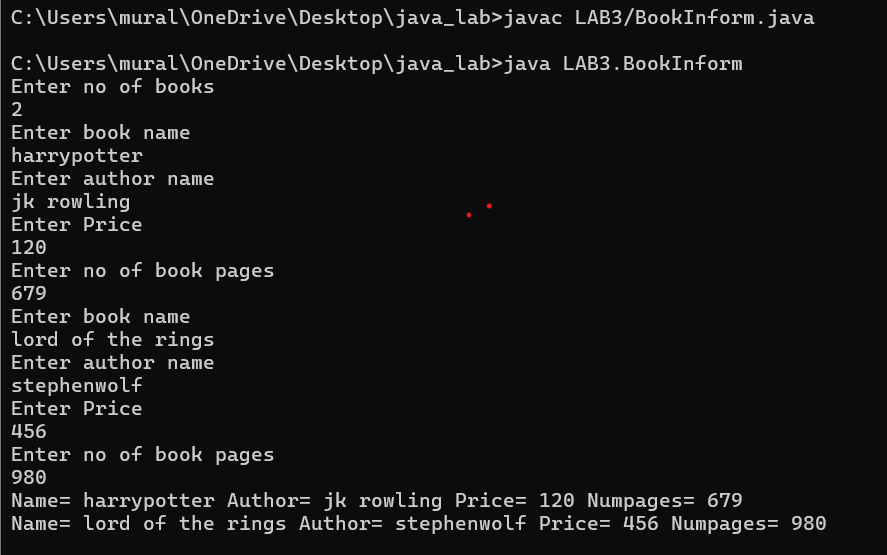 C:\Users\mural\OneDrive\Desktop\java_lab>javac LAB3/BookInform.java
C:\Users\mural\OneDrive\Desktop\java_lab>java LAB3.BookInform
Enter no of books
2
Enter book name
harrypotter
Enter author name
jk rowling
Enter Price
120
Enter no of book pages
679
Enter book name
lord of the rings
Enter author name
stephenwolf
Enter Price
456
Enter no of book pages
980
Name= harrypotter Author= jk rowling Price= 120 Numpages= 679
Name= lord of the rings Author= stephenwolf Price= 456 Numpages= 980